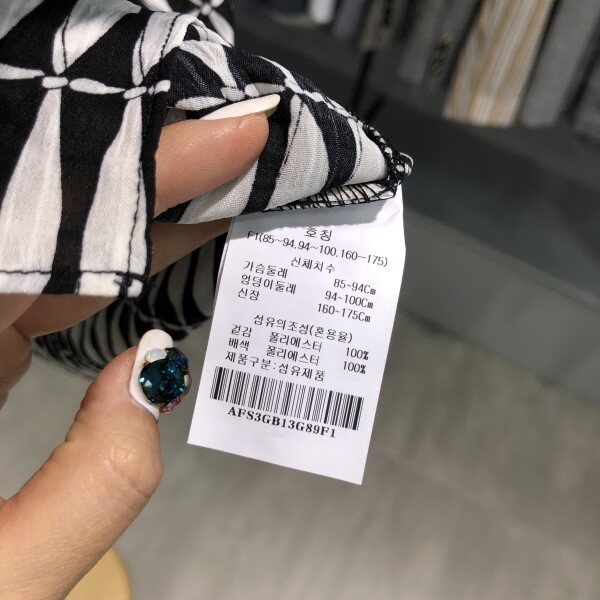 호칭
F1(85~94.94~100.160~175)
신체치수
가슴둘레 85~94Cm
엉덩이둘레 94~100Cm
신장 160~175Cm
섬유의조성(혼용율)
겉감 폴리에스터 100%
배색 폴리에스터 100%
제품구분:섬유제품
AFS3GB13G89F1